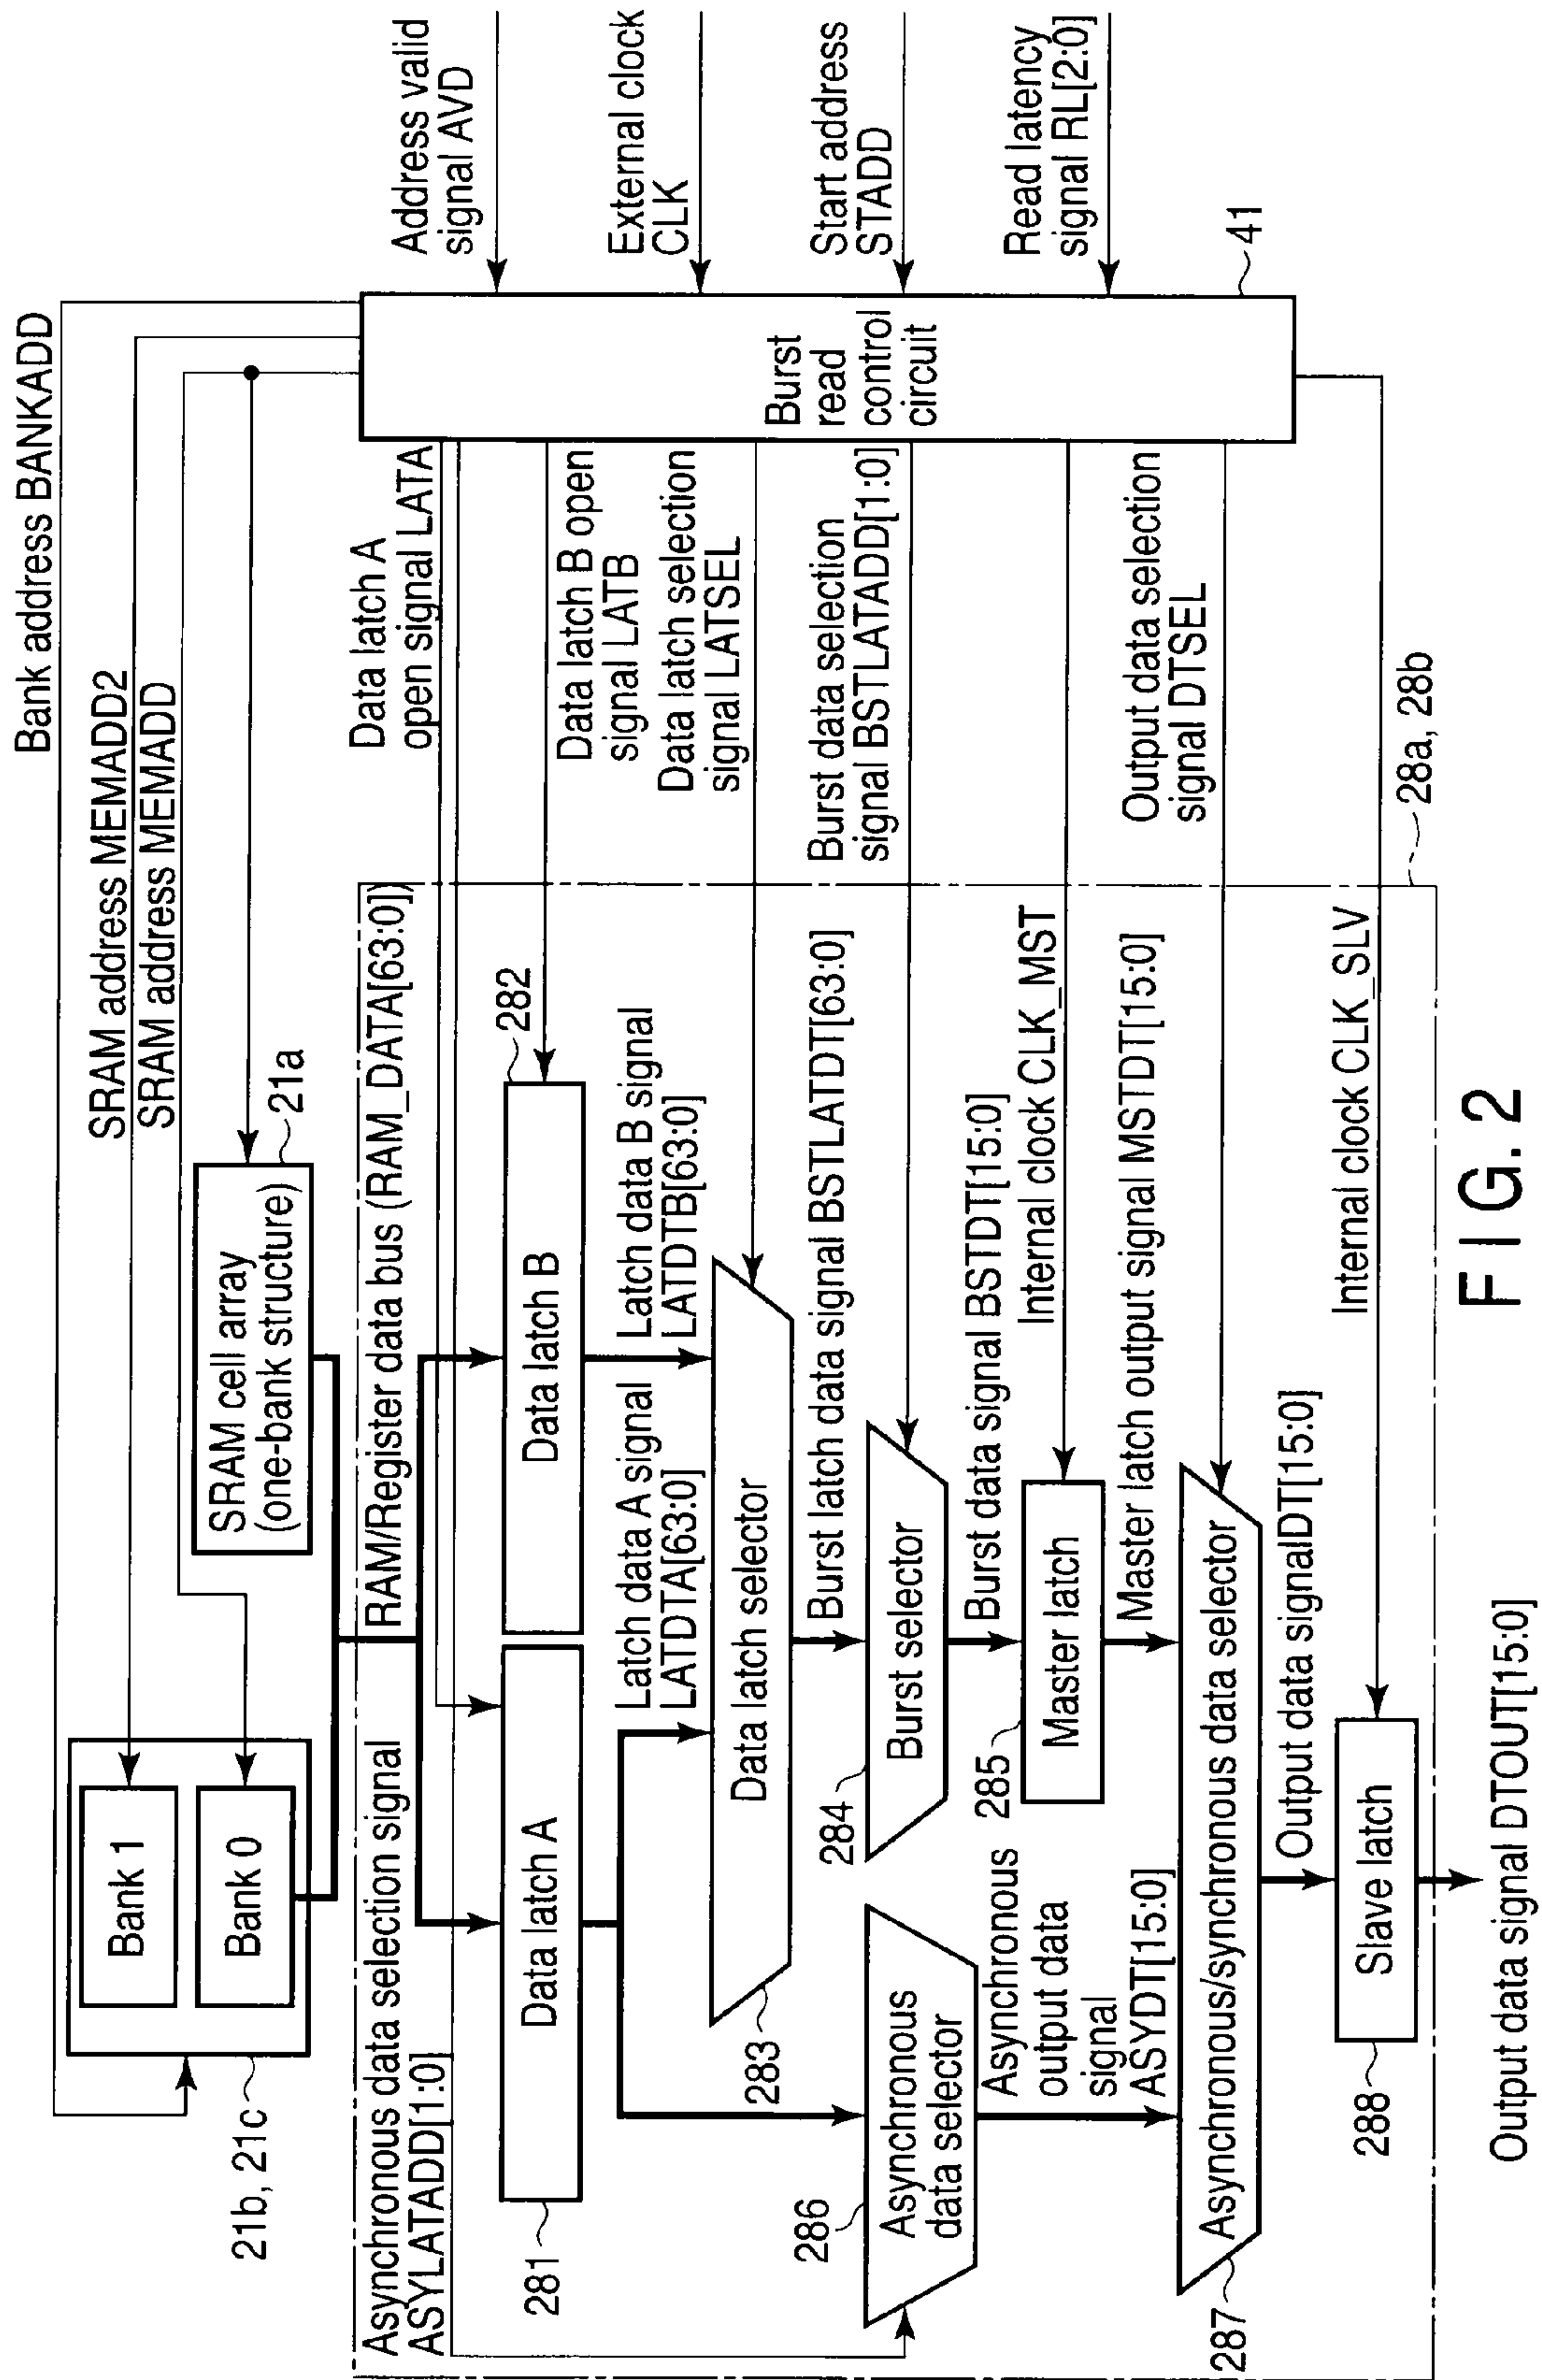 Bank address BANKADD
SRAM address MEMADD2
SRAM address MEMADD
Bank 1
Bank 0
21b, 21c
SRAM cell array
(one-bank structure)
21a
Address valid
signal AVD
External clock
CLK
Start address
STADD
Read latency
signal RL[2:0]
Burst
read
control
circuit
41
Asynchronous data selection signal
ASYLATADD[1:0]
RAM/Register data bus (RAM_DATA[63:0])
Data latch A
open signal LATA
Data latch A
281
Data latch B
282
Data latch B open
signal LATB
Latch data A signal
LATDTA[63:0]
Latch data B signal
LATDTB[63:0]
Data latch selection
signal LATSEL
Data latch selector
283
Burst latch data signal BSTLATDT[63:0]
Burst data selection
signal BSTLATADD[1:0]
Burst selector
284
Asynchronous
data selector
286
Burst data signal BSTDT[15:0]
Internal clock CLK_MST
Master latch
285
Asynchronous
output data
signal
ASYDT[15:0]
Master latch output signal MSTDT[15:0]
Output data selection
signal DTSEL
Asynchronous/synchronous data selector
287
Output data signalDT[15:0]
Internal clock CLK_SLV
Slave latch
288
28a, 28b
Output data signal DTOUT[15:0]
FIG. 2